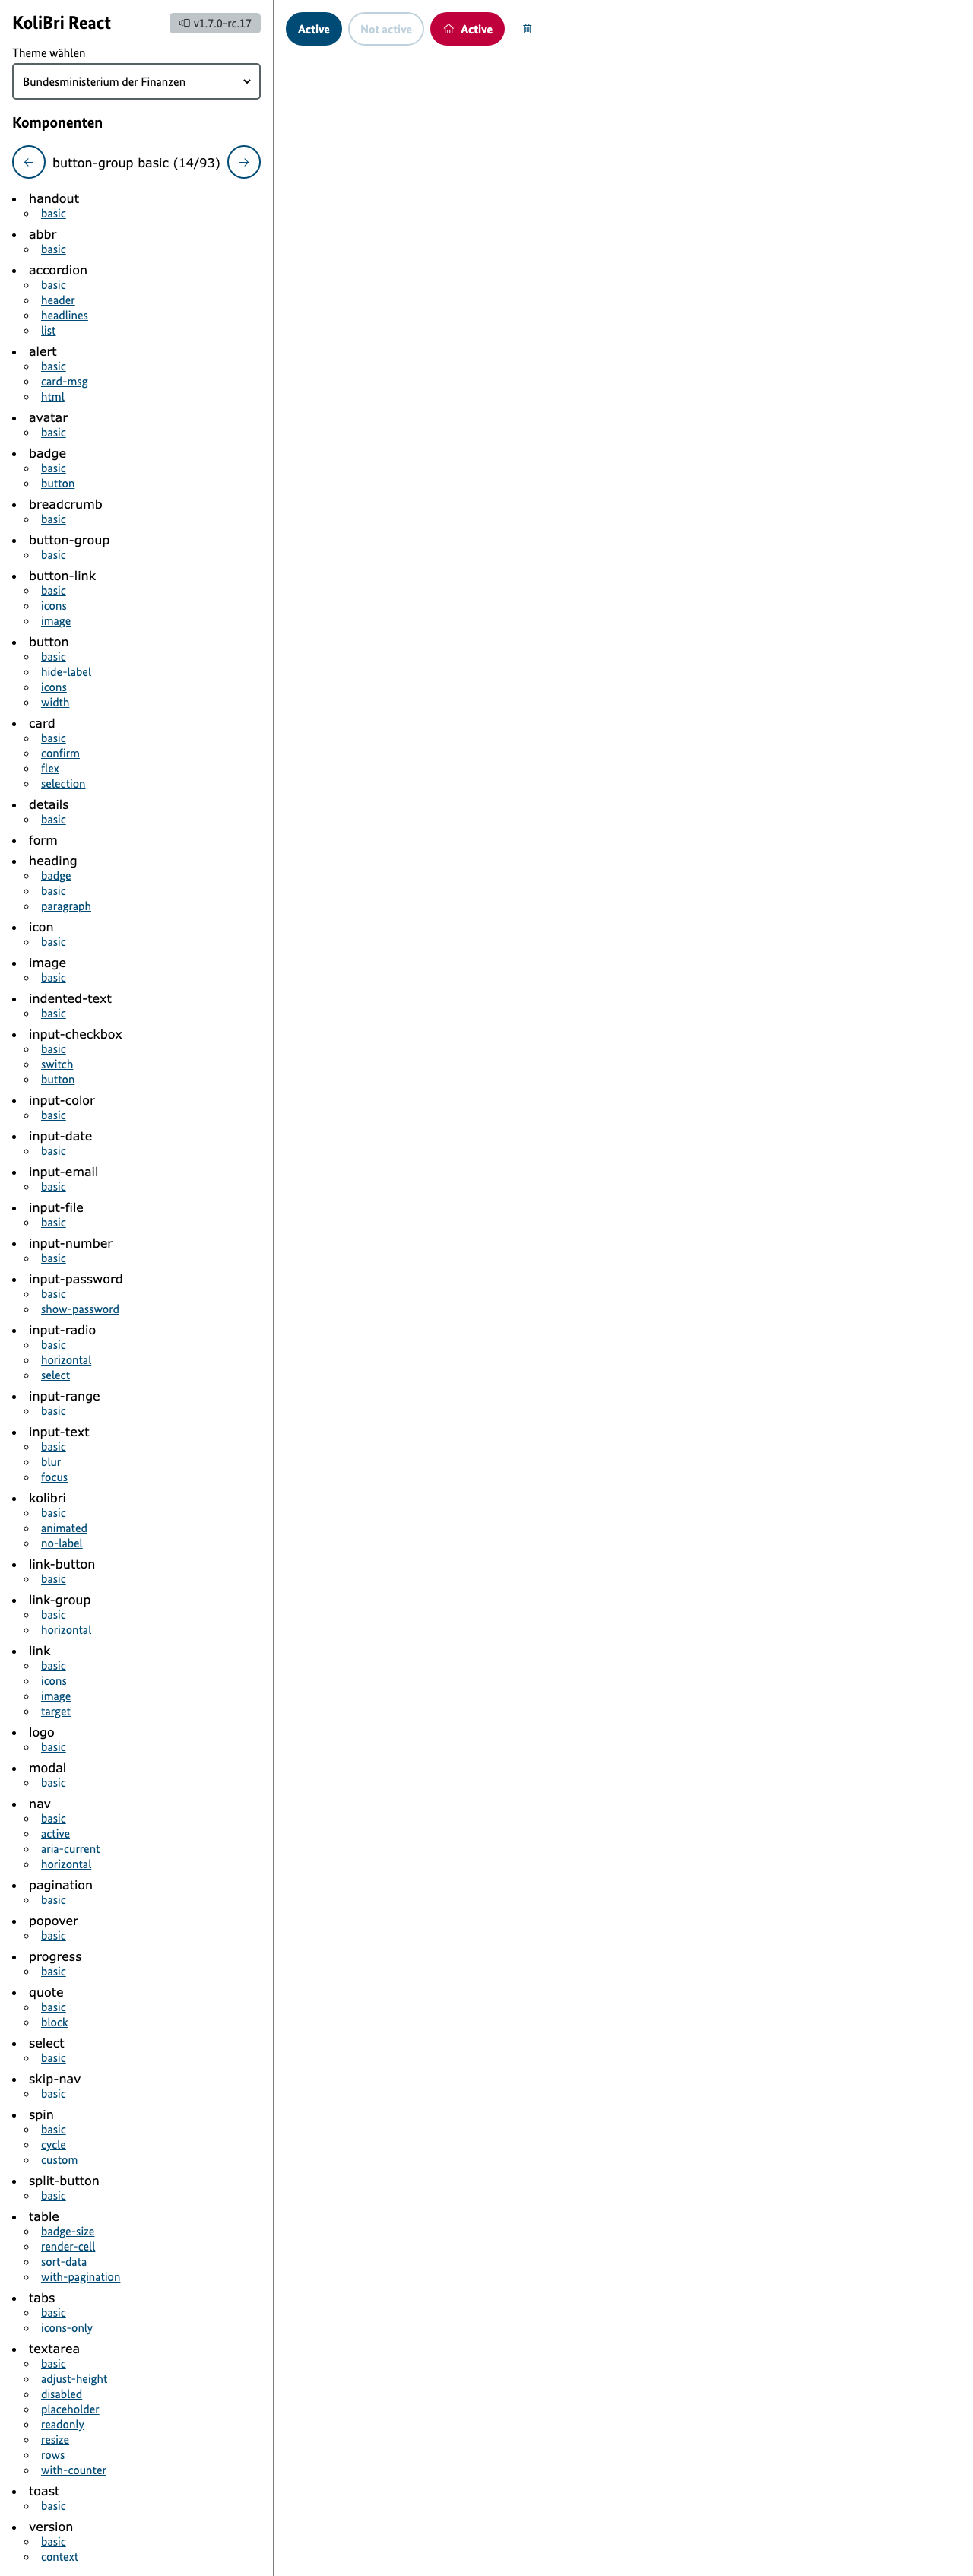 KoliBri React
v1.7.0-rc.17
Theme wählen
Bundesministerium der Finanzen
Komponenten
button-group basic (14/93)
handout
basic
abbr
basic
accordion
basic
header
headlines
list
alert
basic
card-msg
html
avatar
basic
badge
basic
button
breadcrumb
basic
button-group
basic
button-link
basic
icons
image
button
basic
hide-label
icons
width
card
basic
confirm
flex
selection
details
basic
form
heading
badge
basic
paragraph
icon
basic
image
basic
indented-text
basic
input-checkbox
basic
switch
button
input-color
basic
input-date
basic
input-email
basic
input-file
basic
input-number
basic
input-password
basic
show-password
input-radio
basic
horizontal
select
input-range
basic
input-text
basic
blur
focus
kolibri
basic
animated
no-label
link-button
basic
link-group
basic
horizontal
link
basic
icons
image
target
logo
basic
modal
basic
nav
basic
active
aria-current
horizontal
pagination
basic
popover
basic
progress
basic
quote
basic
block
select
basic
skip-nav
basic
spin
basic
cycle
custom
split-button
basic
table
badge-size
render-cell
sort-data
with-pagination
tabs
basic
icons-only
textarea
basic
adjust-height
disabled
placeholder
readonly
resize
rows
with-counter
toast
basic
version
basic
context
Active Not active Active